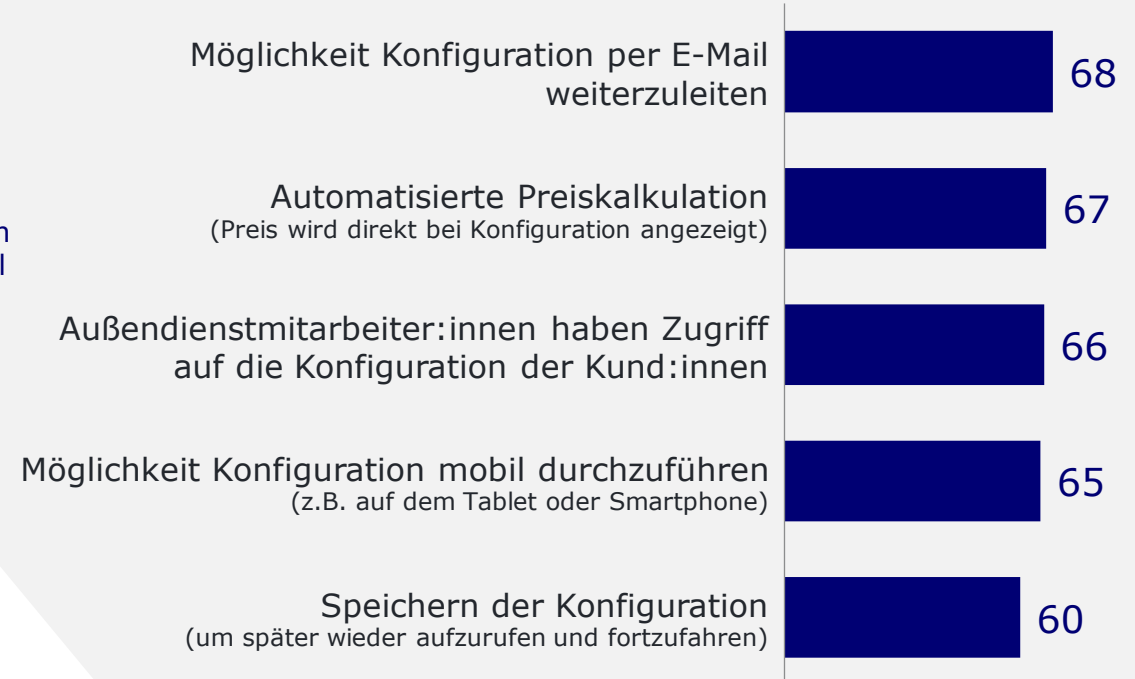 Möglichkeit Konfiguration per E-Mail
weiterzuleiten
68
Automatisierte Preiskalkulation
(Preis wird direkt bei Konfiguration angezeigt)
67
Außendienstmitarbeiter:innen haben Zugriff
auf die Konfiguration der Kund:innen
66
Möglichkeit Konfiguration mobil durchzuführen
(z.B. auf dem Tablet oder Smartphone)
65
Speichern der Konfiguration
(um später wieder aufzurufen und fortzufahren)
60